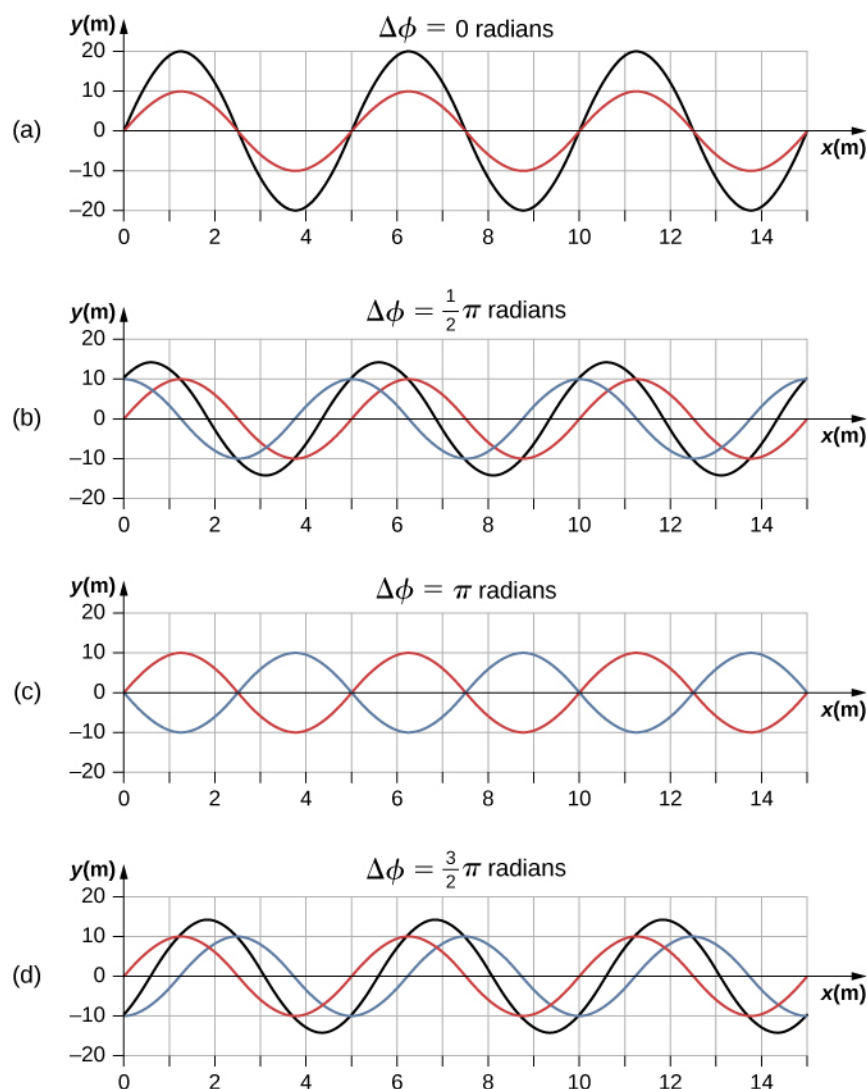 y(m)
Δϕ = 0 radians
20
10
(a)
0
x(m)
–10
–20
0 2 4 6 8 10 12 14
y(m)
Δϕ = 1/2 π radians
20
10
(b)
0
x(m)
–10
–20
0 2 4 6 8 10 12 14
y(m)
Δϕ = π radians
20
10
(c)
0
x(m)
–10
–20
0 2 4 6 8 10 12 14
y(m)
Δϕ = 3/2 π radians
20
10
(d)
0
x(m)
–10
–20
0 2 4 6 8 10 12 14